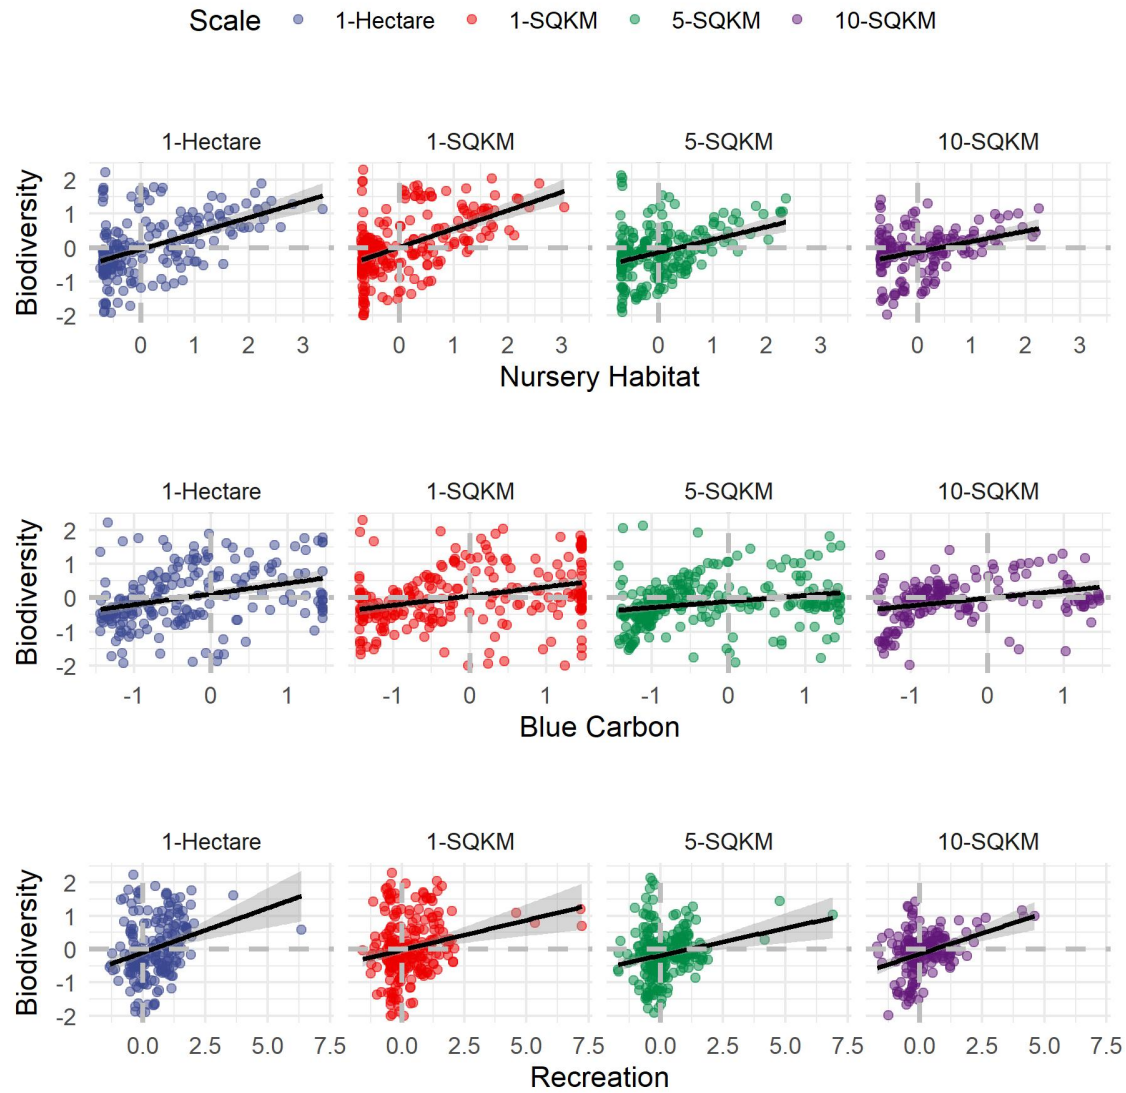 Scale 1-Hectare 1-SQKM 5-SQKM 10-SQKM
1-Hectare 1-SQKM 5-SQKM 10-SQKM
Biodiversity
2
1
0
-1
-2
0 1 2 3 0 1 2 3 0 1 2 3 0 1 2 3
Nursery Habitat
1-Hectare 1-SQKM 5-SQKM 10-SQKM
Biodiversity
2
1
0
-1
-2
-1 0 1 -1 0 1 -1 0 1 -1 0 1
Blue Carbon
1-Hectare 1-SQKM 5-SQKM 10-SQKM
Biodiversity
2
1
0
-1
-2
0.0 2.5 5.0 7.5 0.0 2.5 5.0 7.5 0.0 2.5 5.0 7.5 0.0 2.5 5.0 7.5
Recreation